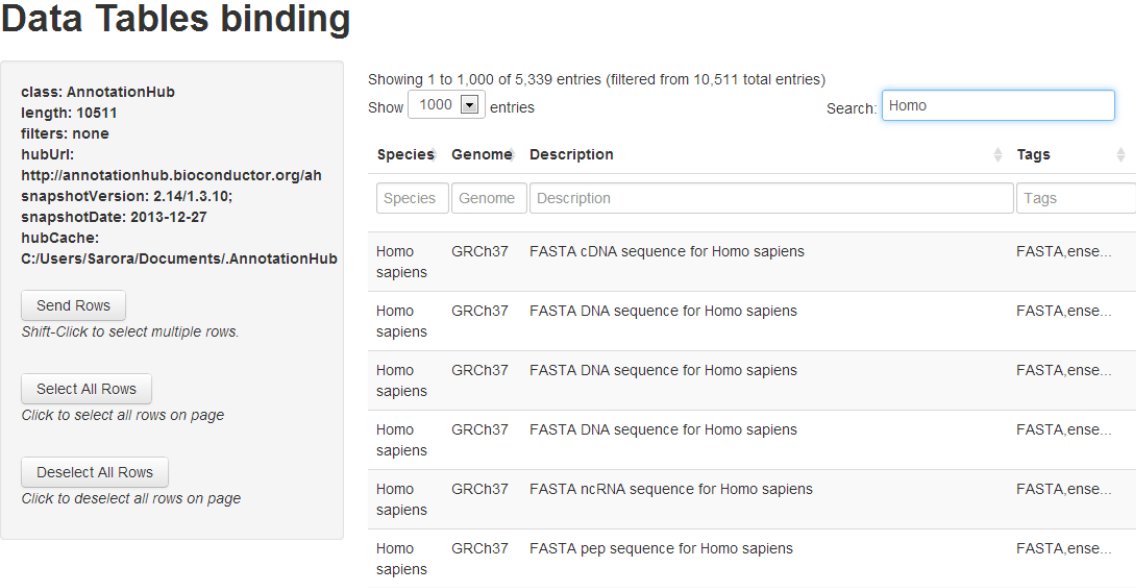 Data Tables binding
class: AnnotationHub
length: 10511
filters: none
hubUrl:
http://annotationhub.bioconductor.org/ah
snapshotVersion: 2.14/1.3.10;
snapshotDate: 2013-12-27
hubCache:
C:/Users/Sarora/Documents/.AnnotationHub
Send Rows
Shift-Click to select multiple rows.
Select All Rows
Click to select all rows on page
Deselect All Rows
Click to deselect all rows on page
Showing 1 to 1,000 of 5,339 entries (filtered from 10,511 total entries)
Show 1000 entries Search: Homo
Species Genome Description Tags
Species Genome Description Tags
Homo GRCh37 FASTA cDNA sequence for Homo sapiens FASTA,ense...
sapiens
Homo GRCh37 FASTA DNA sequence for Homo sapiens FASTA,ense...
sapiens
Homo GRCh37 FASTA DNA sequence for Homo sapiens FASTA,ense...
sapiens
Homo GRCh37 FASTA DNA sequence for Homo sapiens FASTA,ense...
sapiens
Homo GRCh37 FASTA ncRNA sequence for Homo sapiens FASTA,ense...
sapiens
Homo GRCh37 FASTA pep sequence for Homo sapiens FASTA,ense...
sapiens